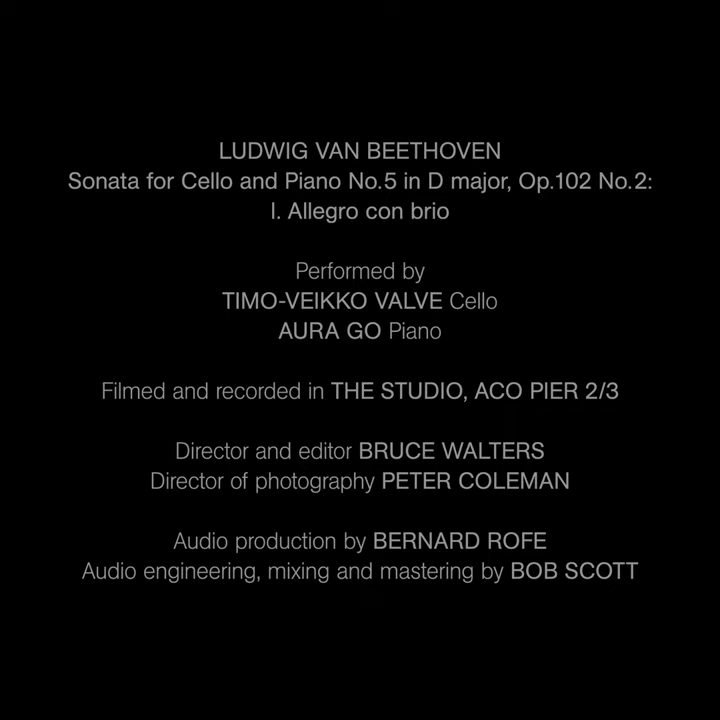 LUDWIG VAN BEETHOVEN
Sonata for Cello and Piano No.5 in D major, Op.102 No.2:
I. Allegro con brio
Performed by
TIMO-VEIKKO VALVE Cello
AURA GO Piano
Filmed and recorded in THE STUDIO, ACO PIER 2/3
Director and editor BRUCE WALTERS
Director of photography PETER COLEMAN
Audio production by BERNARD ROFE
Audio engineering, mixing and mastering by BOB SCOTT